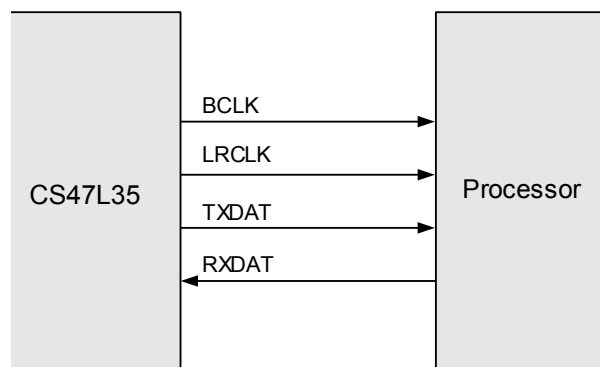 BCLK
LRCLK
CS47L35
Processor
TXDAT
RXDAT